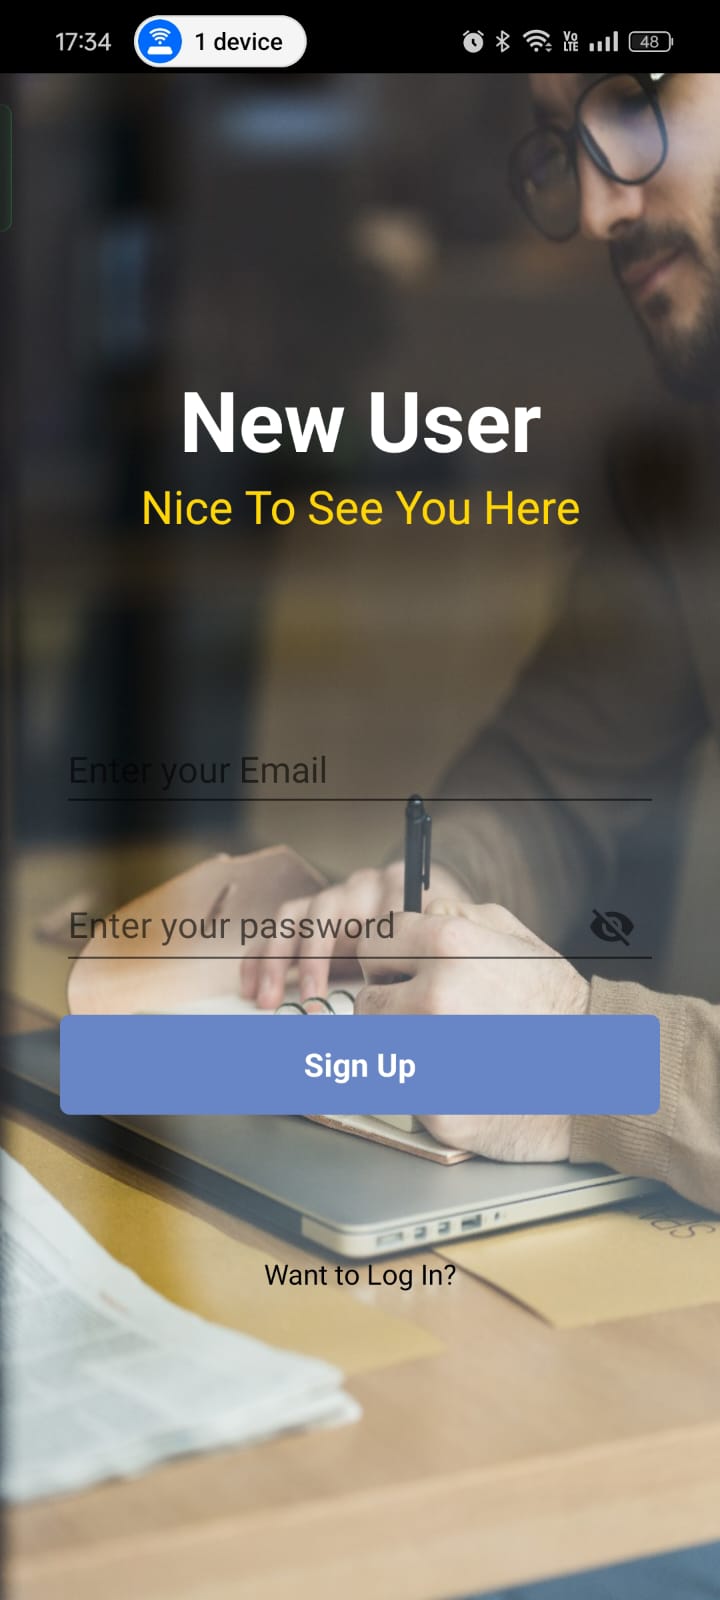 17:34
1 device
Vo
LTE
48
New User
Nice To See You Here
Enter your Email
Enter your password
Sign Up
Want to Log In?